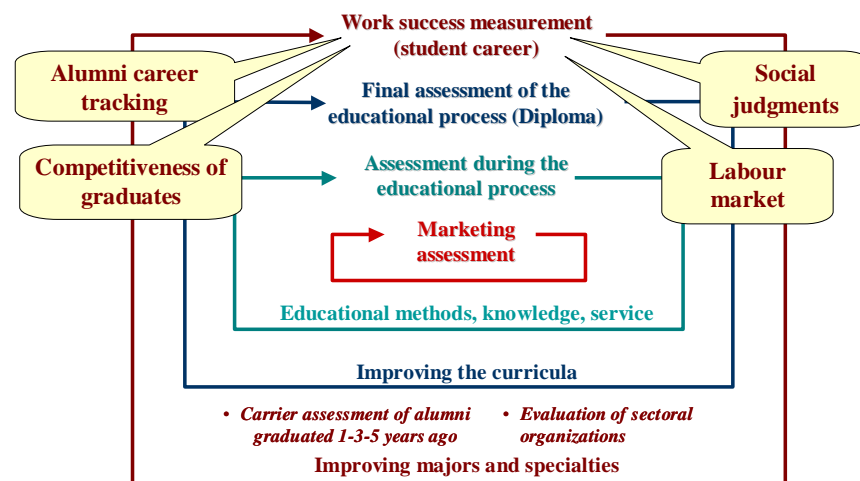 Work success measurement
(student career)
Alumni career
tracking
Social
judgments
Final assessment of the
educational process (Diploma)
Competitiveness of
graduates
Assessment during the
educational process
Labour
market
Marketing
assessment
Educational methods, knowledge, service
Improving the curricula
• Carrier assessment of alumni
graduated 1-3-5 years ago
• Evaluation of sectoral
organizations
Improving majors and specialties